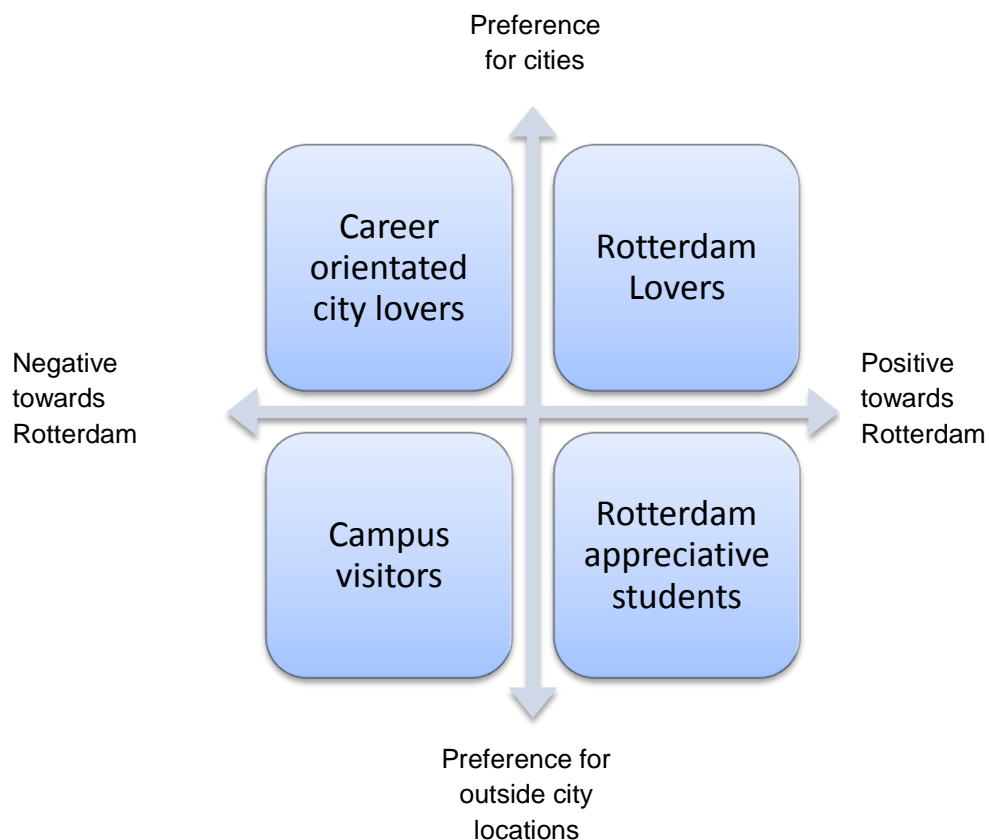 Preference
for cities
Career
orientated
city lovers
Rotterdam
Lovers
Negative
towards
Rotterdam
Positive
towards
Rotterdam
Campus
visitors
Rotterdam
appreciative
students
Preference for
outside city
locations